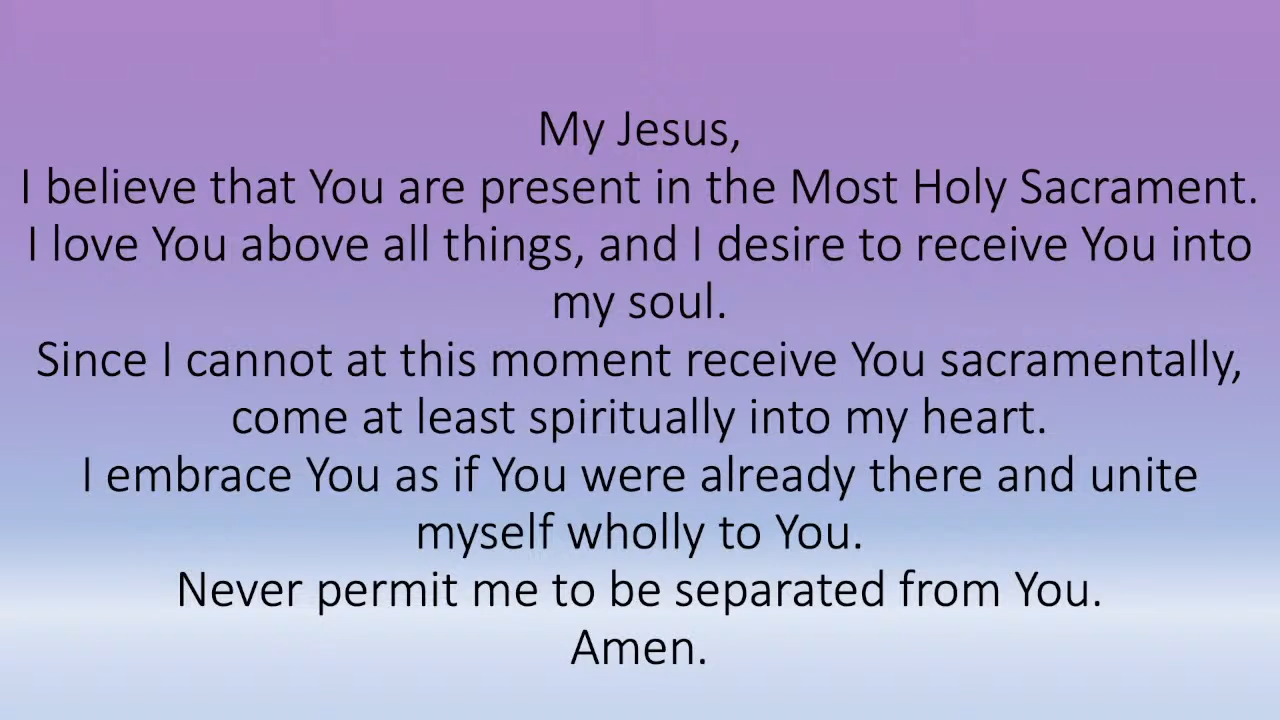 My Jesus,
I believe that You are present in the Most Holy Sacrament.
I love You above all things, and I desire to receive You into
my soul.
Since I cannot at this moment receive You sacramentally,
come at least spiritually into my heart.
I embrace You as if You were already there and unite
myself wholly to You.
Never permit me to be separated from You.
Amen.